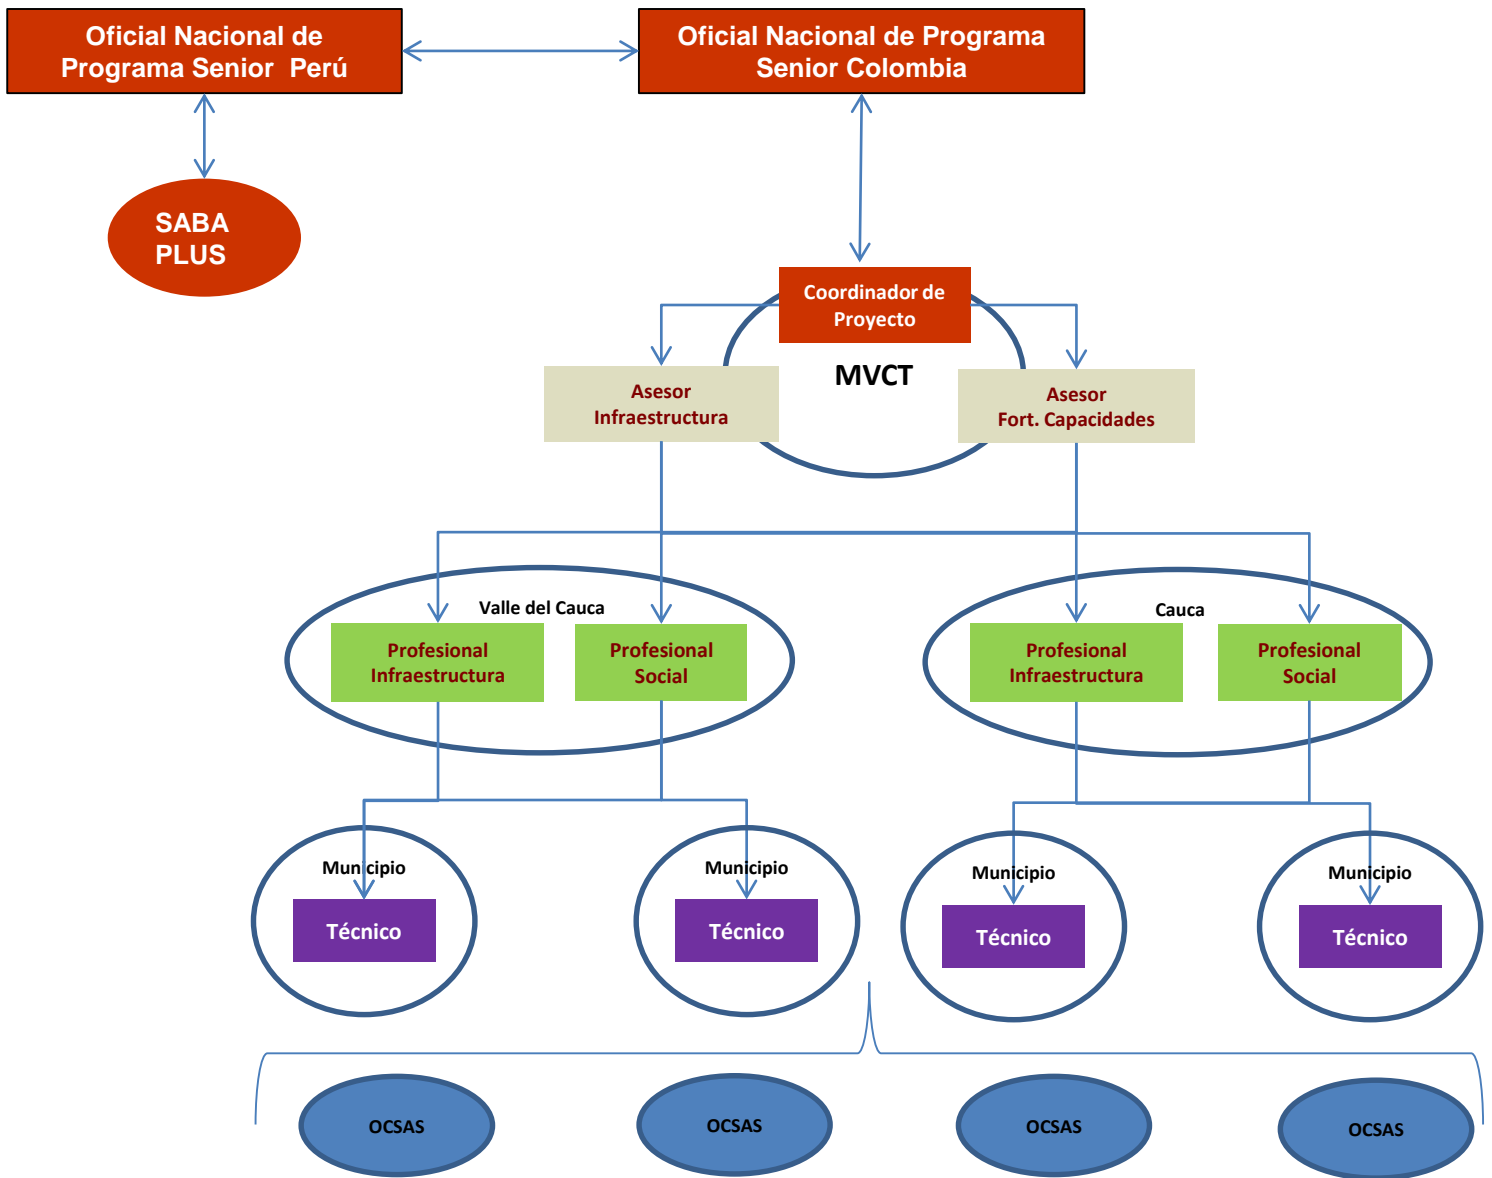 Oficial Nacional de
Programa Senior Perú
Oficial Nacional de Programa
Senior Colombia
SABA
PLUS
Coordinador de
Proyecto
MVCT
Asesor
Infraestructura
Asesor
Fort. Capacidades
Valle del Cauca
Profesional
Infraestructura
Profesional
Social
Cauca
Profesional
Infraestructura
Profesional
Social
Municipio
Técnico
Municipio
Técnico
Municipio
Técnico
Municipio
Técnico
OCSAS
OCSAS
OCSAS
OCSAS